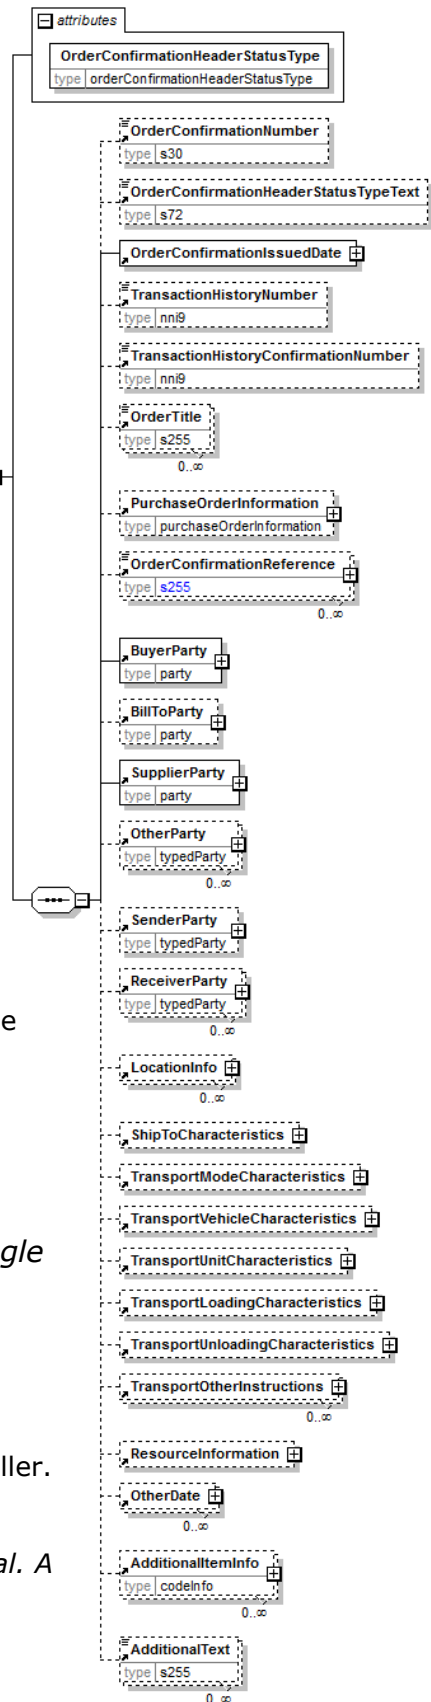 attributes
OrderConfirmationHeaderStatusType
type orderConfirmationHeaderStatusType
OrderConfirmationNumber
type s30
OrderConfirmationHeaderStatusTypeText
type s72
OrderConfirmationIssuedDate
TransactionHistoryNumber
type nni9
TransactionHistoryConfirmationNumber
type nni9
OrderTitle
type s255
0..∞
PurchaseOrderInformation
type purchaseOrderInformation
OrderConfirmationReference
type s255
0..∞
BuyerParty
type party
BillToParty
type party
SupplierParty
type party
OtherParty
type typedParty
0..∞
SenderParty
type typedParty
ReceiverParty
type typedParty
e
0..∞
LocationInfo
0..∞
ShipToCharacteristics
TransportModeCharacteristics
TransportVehicleCharacteristics
gle
TransportUnitCharacteristics
TransportLoadingCharacteristics
TransportUnloadingCharacteristics
TransportOtherInstructions
0..∞
ResourceInformation
ller.
OtherDate
0..∞
AdditionalItemInfo
al. A
type codeInfo
0..∞
AdditionalText
type s255
0..∞